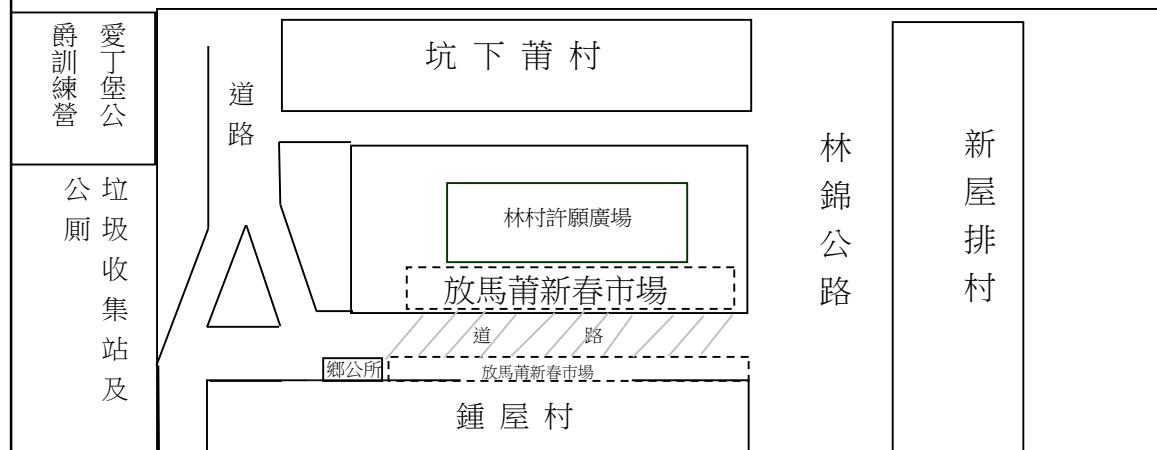 愛丁堡公
爵訓練營
垃圾收集站及
公厠
道路
坑下莆村
林村許願廣場
放馬莆新春市場
道路
鄉公所
放馬莆新春市場
鍾屋村
林錦公路
新屋排村